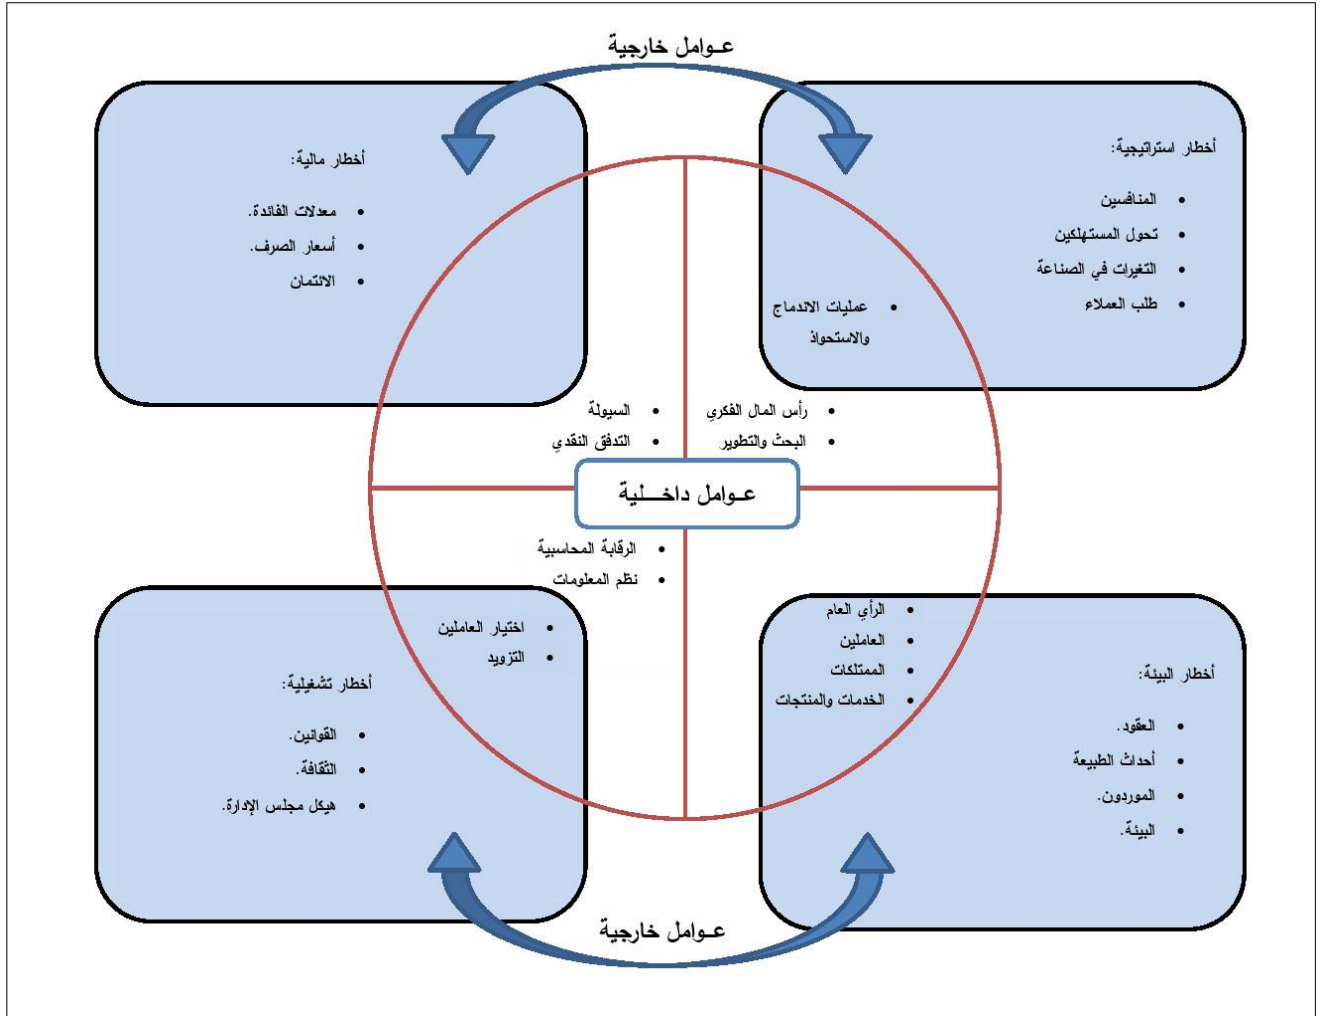 عـوامل خارجية
أخطار استراتيجية:
• المنافسين
• تحول المستهلكين
• التغيرات في الصناعة
• طلب العملاء
• عمليات الاندماج
والاستحواذ
• رأس المال الفكري
• البحث والتطوير
أخطار مالية:
• معدلات الفائدة.
• أسعار الصرف.
• الائتمان
• السيولة
• التدفق النقدي
عـوامل داخـــلية
• الرأي العام
• العاملين
• الممتلكات
• الخدمات والمنتجات
أخطار البيئة:
• العقود.
• أحداث الطبيعة
• الموردون.
• البيئة.
• الرقابة المحاسبية
• نظم المعلومات
• اختيار العاملين
• التزويد
أخطار تشغيلية:
• القوانين.
• الثقافة.
• هيكل مجلس الإدارة.
عـوامل خارجية